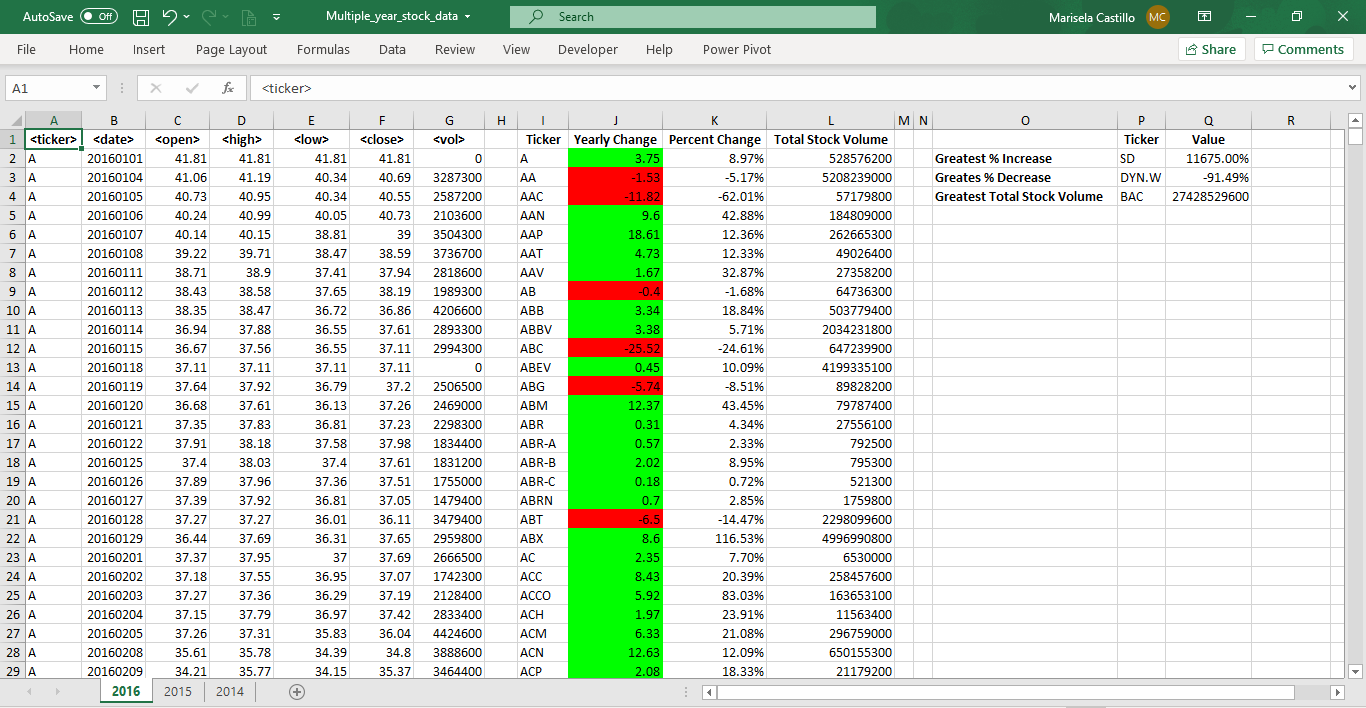 AutoSave Off Multiple_year_stock_data Search Marisela Castillo MC
File Home Insert Page Layout Formulas Data Review View Developer Help Power Pivot Share Comments
A1 fx <ticker>
A B C D E F G H I J K L M N O P Q R
1 <ticker> <date> <open> <high> <low> <close> <vol> Ticker Yearly Change Percent Change Total Stock Volume Ticker Value
2 A 20160101 41.81 41.81 41.81 41.81 0 A 3.75 8.97% 528576200 Greatest % Increase SD 11675.00%
3 A 20160104 41.06 41.19 40.34 40.69 3287300 AA -1.53 -5.17% 5208239000 Greates % Decrease DYN.W -91.49%
4 A 20160105 40.73 40.95 40.34 40.55 2587200 AAC -11.82 -62.01% 57179800 Greatest Total Stock Volume BAC 27428529600
5 A 20160106 40.24 40.99 40.05 40.73 2103600 AAN 9.6 42.88% 184809000
6 A 20160107 40.14 40.15 38.81 39 3504300 AAP 18.61 12.36% 262665300
7 A 20160108 39.22 39.71 38.47 38.59 3736700 AAT 4.73 12.33% 49026400
8 A 20160111 38.71 38.9 37.41 37.94 2818600 AAV 1.67 32.87% 27358200
9 A 20160112 38.43 38.58 37.65 38.19 1989300 AB -0.4 -1.68% 64736300
10 A 20160113 38.35 38.47 36.72 36.86 4206600 ABB 3.34 18.84% 503779400
11 A 20160114 36.94 37.88 36.55 37.61 2893300 ABBV 3.38 5.71% 2034231800
12 A 20160115 36.67 37.56 36.55 37.11 2994300 ABC -25.52 -24.61% 647239900
13 A 20160118 37.11 37.11 37.11 37.11 0 ABEV 0.45 10.09% 4199335100
14 A 20160119 37.64 37.92 36.79 37.2 2506500 ABG -5.74 -8.51% 89828200
15 A 20160120 36.68 37.61 36.13 37.26 2469000 ABM 12.37 43.45% 79787400
16 A 20160121 37.35 37.83 36.81 37.23 2298300 ABR 0.31 4.34% 27556100
17 A 20160122 37.91 38.18 37.58 37.98 1834400 ABR-A 0.57 2.33% 792500
18 A 20160125 37.4 38.03 37.4 37.61 1831200 ABR-B 2.02 8.95% 795300
19 A 20160126 37.89 37.96 37.36 37.51 1755000 ABR-C 0.18 0.72% 521300
20 A 20160127 37.39 37.92 36.81 37.05 1479400 ABRN 0.7 2.85% 1759800
21 A 20160128 37.27 37.27 36.01 36.11 3479400 ABT -6.5 -14.47% 2298099600
22 A 20160129 36.44 37.69 36.31 37.65 2959800 ABX 8.6 116.53% 4996990800
23 A 20160201 37.37 37.95 37 37.69 2666500 AC 2.35 7.70% 6530000
24 A 20160202 37.18 37.55 36.95 37.07 1742300 ACC 8.43 20.39% 258457600
25 A 20160203 37.27 37.36 36.29 37.19 2128400 ACCO 5.92 83.03% 163653100
26 A 20160204 37.15 37.79 36.97 37.42 2833400 ACH 1.97 23.91% 11563400
27 A 20160205 37.26 37.31 35.83 36.04 4424600 ACM 6.33 21.08% 296759000
28 A 20160208 35.61 35.78 34.39 34.8 3888600 ACN 12.63 12.09% 650155300
29 A 20160209 34.21 35.77 34.15 35.37 3464400 ACP 2.08 18.33% 21179200
2016 2015 2014